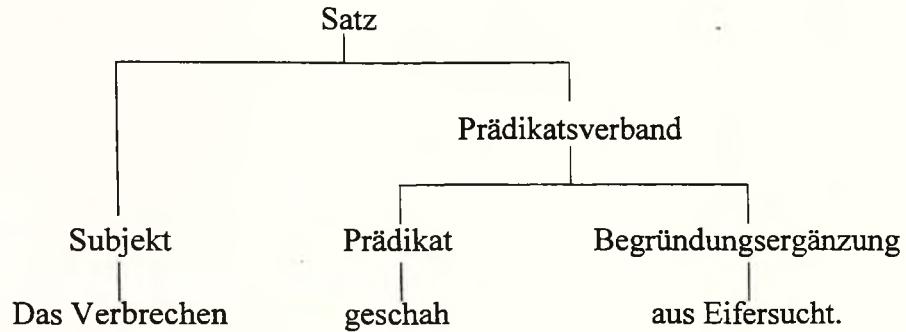 Satz
Prädikatsverband
Subjekt Prädikat Begründungsergänzung
Das Verbrechen geschah aus Eifersucht.